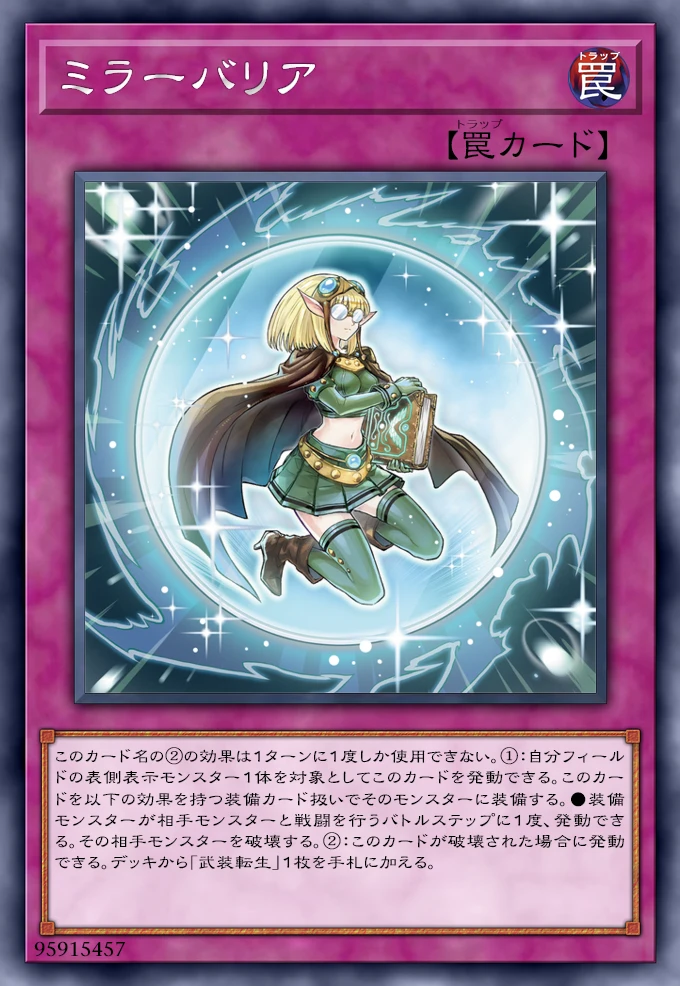 ミラーバリア
トラップ
罠
トラップ
【罠カード】
このカード名の②の効果は1ターンに1度しか使用できない。①:自分フィール
ドの表側表示モンスター1体を対象としてこのカードを発動できる。このカー
ドを以下の効果を持つ装備カード扱いでそのモンスターに装備する。●装備
モンスターが相手モンスターと戦闘を行うバトルステップに1度、発動でき
る。その相手モンスターを破壊する。②:このカードが破壊された場合に発動
できる。デッキから「武装転生」1枚を手札に加える。
95915457